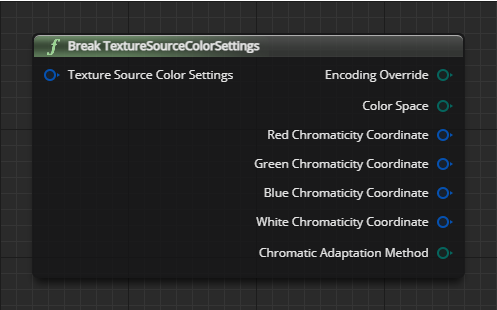 f Break TextureSourceColorSettings
Texture Source Color Settings
Encoding Override
Color Space
Red Chromaticity Coordinate
Green Chromaticity Coordinate
Blue Chromaticity Coordinate
White Chromaticity Coordinate
Chromatic Adaptation Method